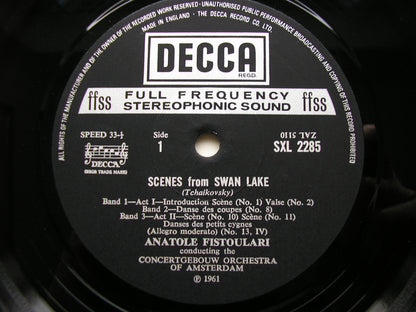 ALL RIGHTS OF THE MANUFACTURER AND OF THE OWNER OF THE RECORDED WORK RESERVED · UNAUTHORISED PUBLIC PERFORMANCE BROADCASTING AND COPYING OF THIS RECORD PROHIBITED
MADE IN ENGLAND · THE DECCA RECORD CO. LTD.
DECCA
REGD.
ffss
FULL FREQUENCY
STEREOPHONIC SOUND
ffss
SPEED 33⅓
Side
1
DECCA
SXL 2285
SCENES from SWAN LAKE
(Tchaikovsky)
Band 1—Act I—Introduction Scène (No. 1) Valse (No. 2)
Band 2—Danse des coupes (No. 8)
Band 3—Act II—Scène (No. 10) Scène (No. 11)
Danses des petits cygnes
(Allegro moderato) (No. 13, IV)
ANATOLE FISTOULARI
conducting the
CONCERTGEBOUW ORCHESTRA
OF AMSTERDAM
℗ 1961